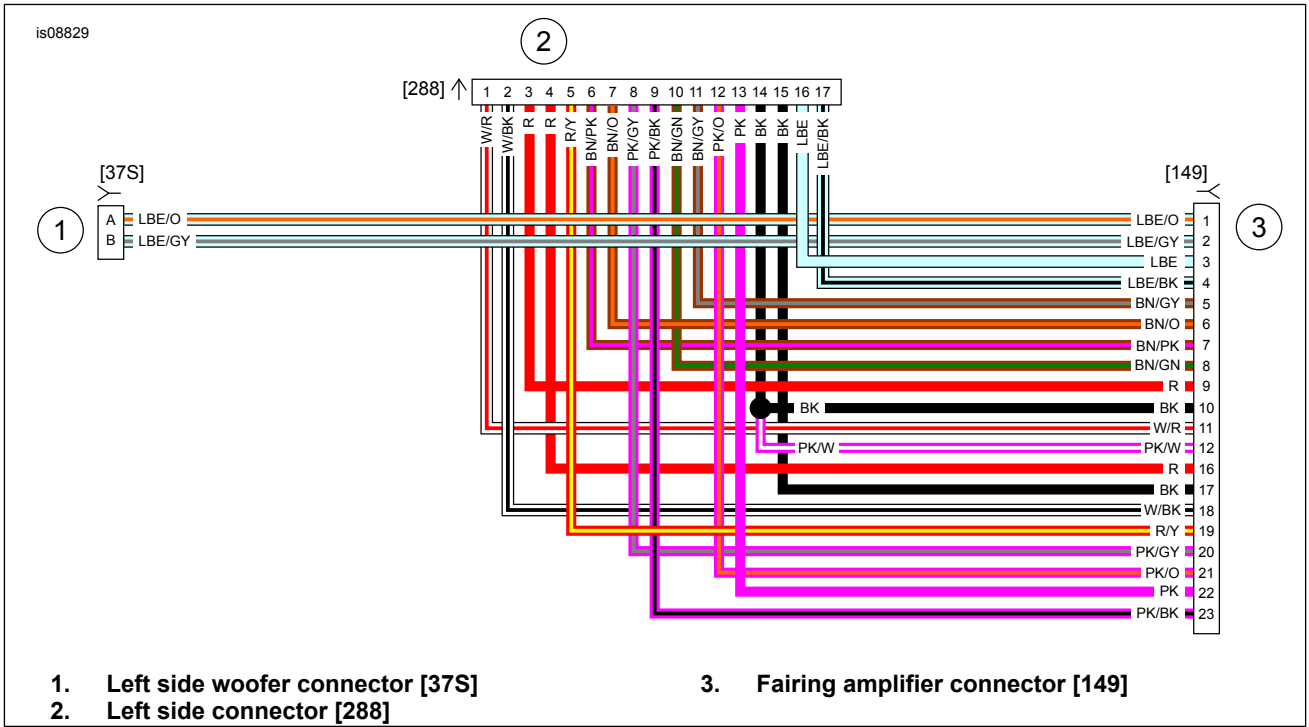 is08829
2
[288]
1 2 3 4 5 6 7 8 9 10 11 12 13 14 15 16 17
W/R W/BK R R R/Y BN/PK BN/O PK/GY PK/BK BN/GN BN/GY PK/O PK BK BK LBE LBE/BK
[37S]
[149]
1
A LBE/O
B LBE/GY
3
LBE/O 1
LBE/GY 2
LBE 3
LBE/BK 4
BN/GY 5
BN/O 6
BN/PK 7
BN/GN 8
R 9
BK BK 10
W/R 11
PK/W PK/W 12
R 16
BK 17
W/BK 18
R/Y 19
PK/GY 20
PK/O 21
PK 22
PK/BK 23
1. Left side woofer connector [37S]
2. Left side connector [288]
3. Fairing amplifier connector [149]